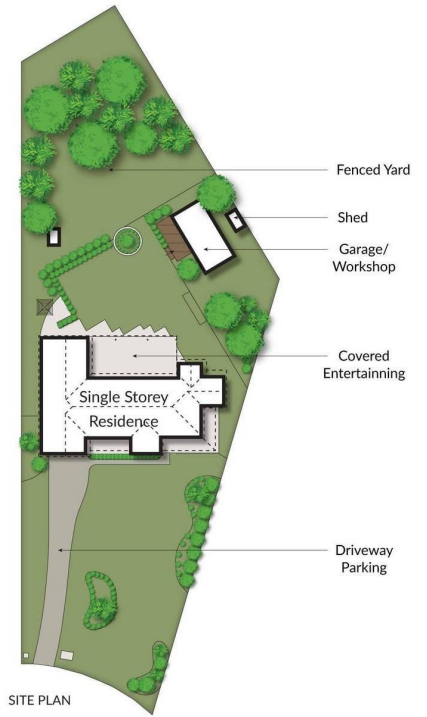 Fenced Yard
Shed
Garage/
Workshop
Covered
Entertainning
Single Storey
Residence
Driveway
Parking
SITE PLAN